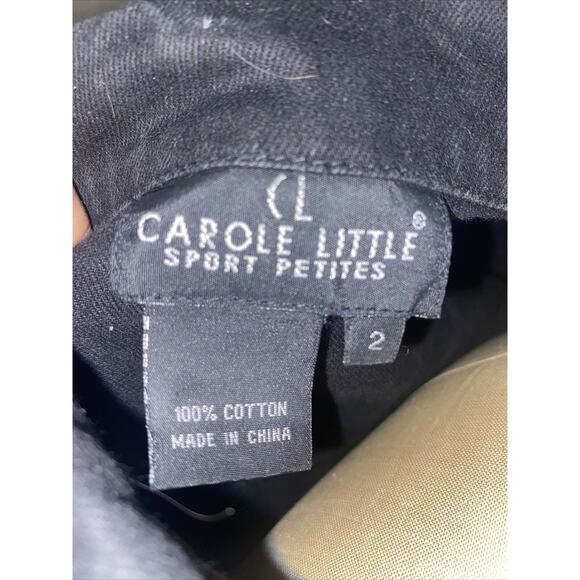 CL
CAROLE LITTLE®
SPORT PETITES
2
100% COTTON
MADE IN CHINA